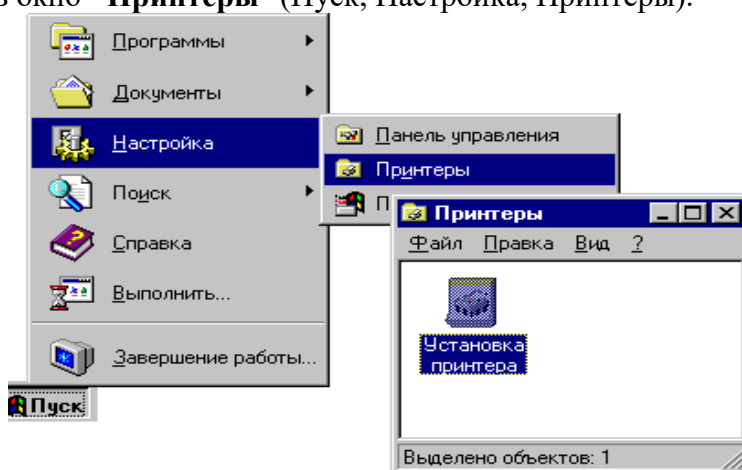 в окно "Принтеры" (Пуск, Настройка, Принтеры).
Программы
Документы
Настройка
Поиск
Справка
Выполнить...
Завершение работы...
Пуск
Панель управления
Принтеры
П
Принтеры
Файл Правка Вид ?
Установка
принтера
Выделено объектов: 1